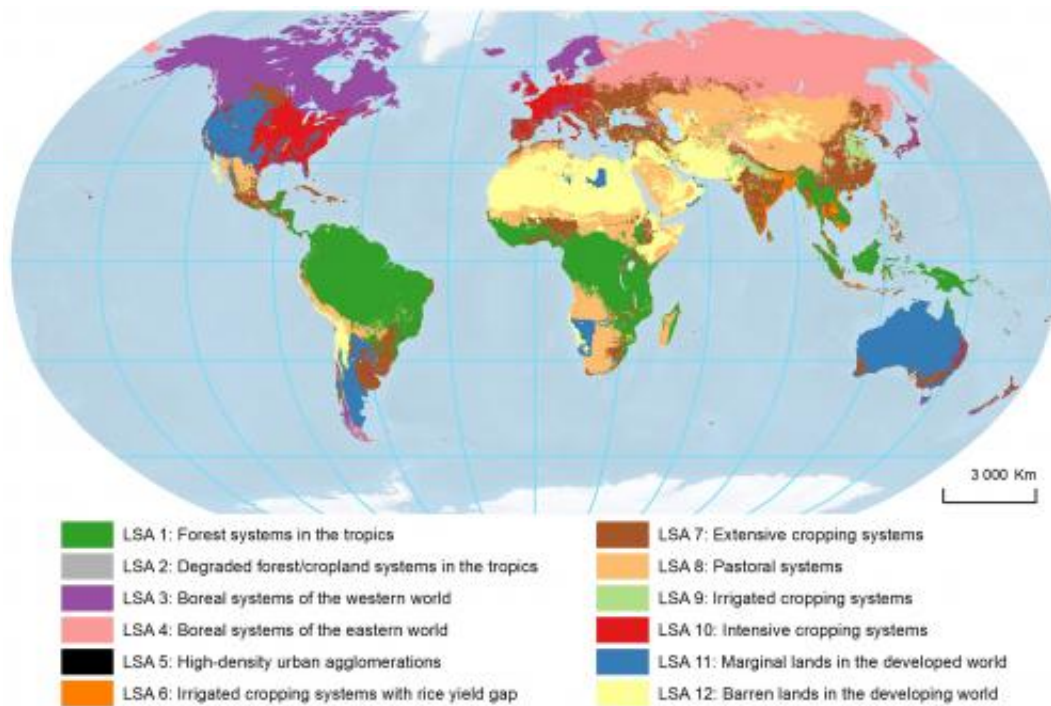 3 000 Km
LSA 1: Forest systems in the tropics
LSA 2: Degraded forest/cropland systems in the tropics
LSA 3: Boreal systems of the western world
LSA 4: Boreal systems of the eastern world
LSA 5: High-density urban agglomerations
LSA 6: Irrigated cropping systems with rice yield gap
LSA 7: Extensive cropping systems
LSA 8: Pastoral systems
LSA 9: Irrigated cropping systems
LSA 10: Intensive cropping systems
LSA 11: Marginal lands in the developed world
LSA 12: Barren lands in the developing world